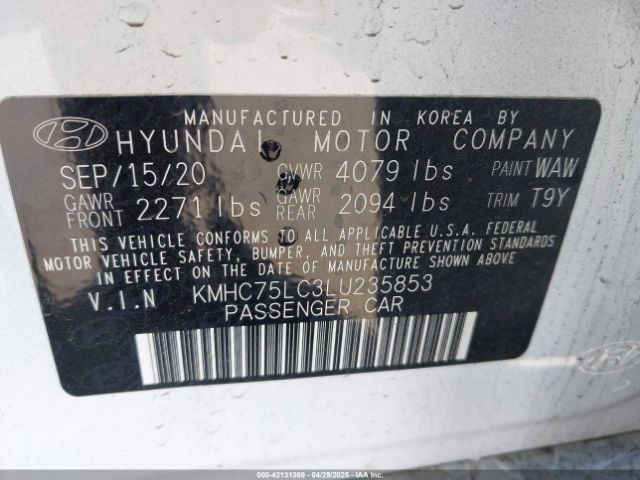 MANUFACTURED IN KOREA BY
HYUNDAI MOTOR COMPANY
SEP/15/20 GVWR 4079 lbs PAINT WAW
GAWR FRONT 2271 lbs GAWR REAR 2094 lbs TRIM T9Y
THIS VEHICLE CONFORMS TO ALL APPLICABLE U.S.A. FEDERAL
MOTOR VEHICLE SAFETY, BUMPER, AND THEFT PREVENTION STANDARDS
IN EFFECT ON THE DATE OF MANUFACTURE SHOWN ABOVE
V.I.N KMHC75LC3LU235853
PASSENGER CAR
000-42131369 04/29/2025 - IAA Inc.